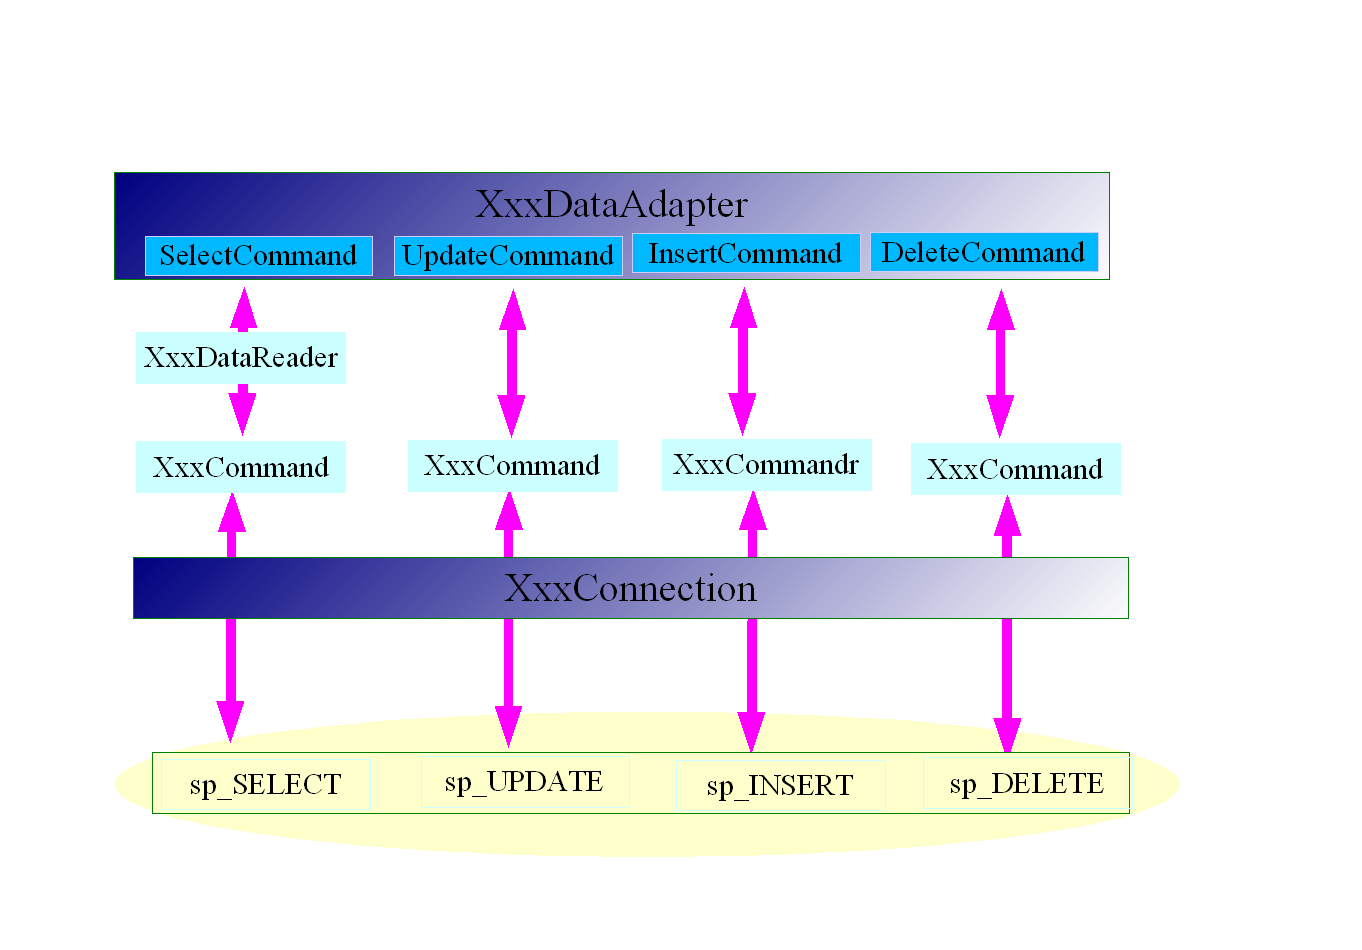 XxxDataAdapter
SelectCommand UpdateCommand InsertCommand DeleteCommand
XxxDataReader
XxxCommand XxxCommand XxxCommandr XxxCommand
XxxConnection
sp_SELECT sp_UPDATE sp_INSERT sp_DELETE